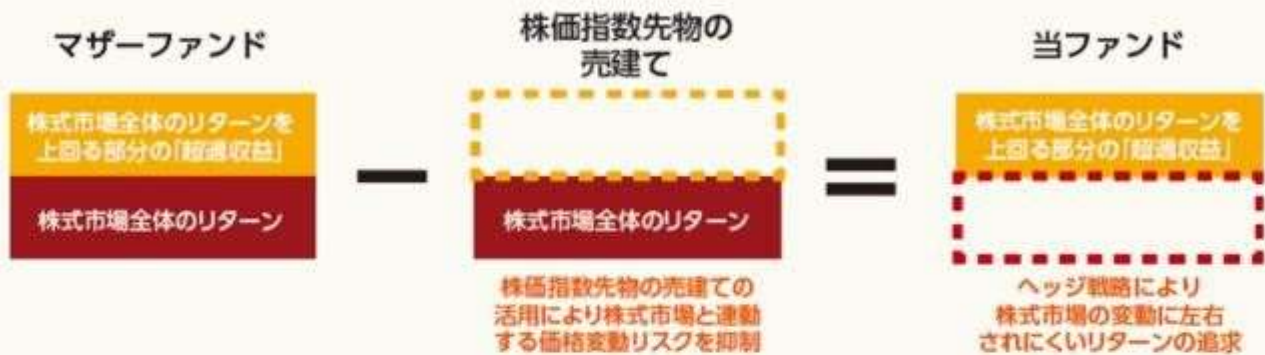 マザーファンド
株式市場全体のリターンを
上回る部分の「超過収益」
株式市場全体のリターン
株価指数先物の
売建て
株式市場全体のリターン
株価指数先物の売建ての
活用により株式市場と連動
する価格変動リスクを抑制
当ファンド
株式市場全体のリターンを
上回る部分の「超過収益」
ヘッジ戦略により
株式市場の変動に左右
されにくいリターンの追求